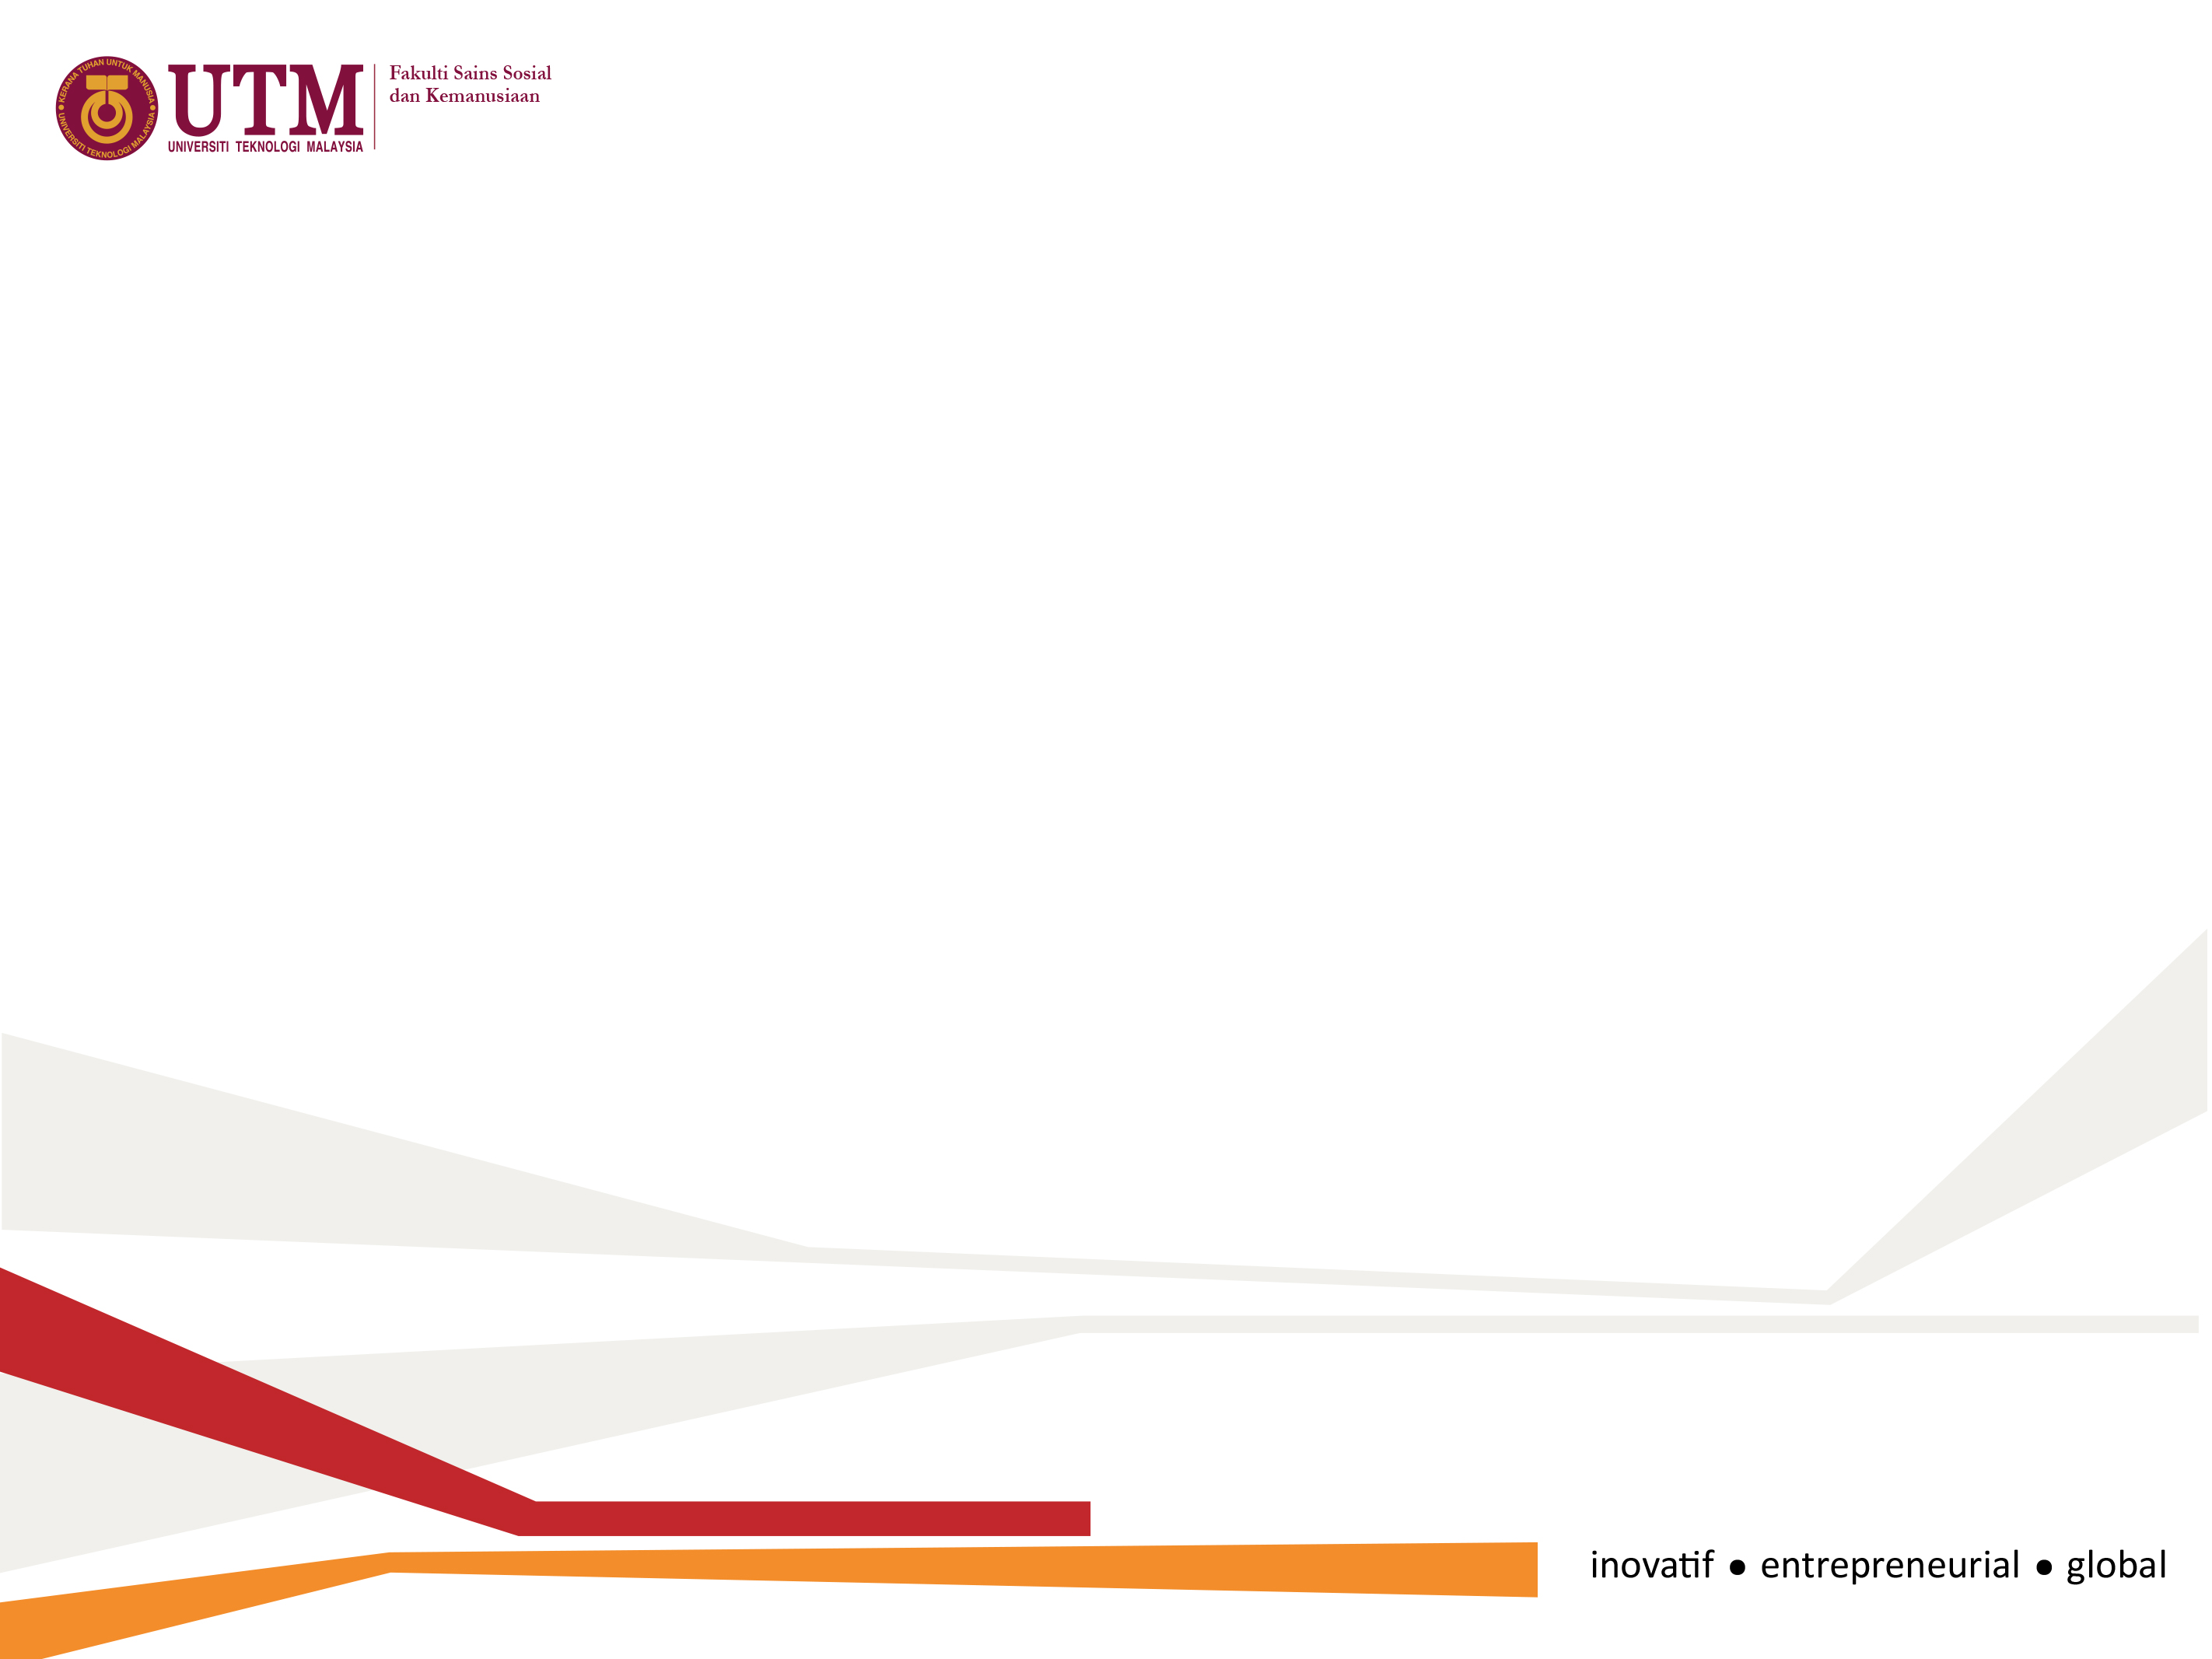 KERANA TUHAN UNTUK MANUSIA
UNIVERSITI TEKNOLOGI MALAYSIA
UTM
UNIVERSITI TEKNOLOGI MALAYSIA
Fakulti Sains Sosial
dan Kemanusiaan
inovatif ● entrepreneurial ● global